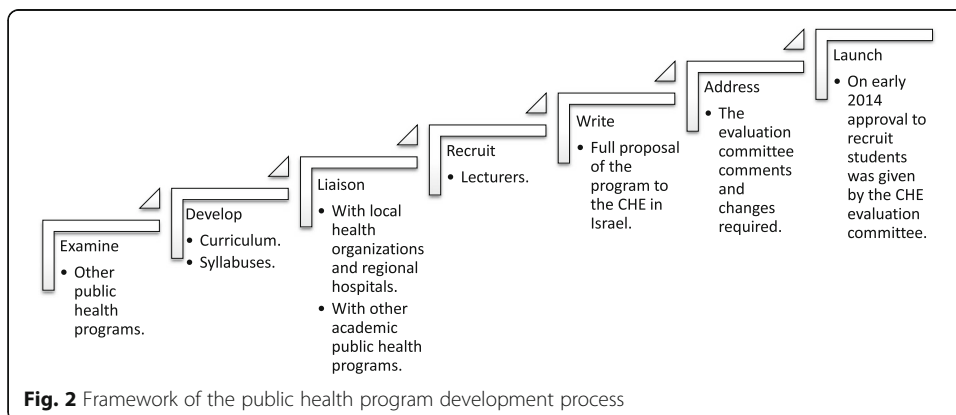 Examine
• Other
public
health
programs.
Develop
• Curriculum.
• Syllabuses.
Liaison
• With local
health
organizations
and regional
hospitals.
• With other
academic
public health
programs.
Recruit
• Lecturers.
Write
• Full proposal
of the
program to
the CHE in
Israel.
Address
• The
evaluation
committee
comments
and
changes
required.
Launch
• On early
2014
approval to
recruit
students
was given
by the CHE
evaluation
committee.
Fig. 2 Framework of the public health program development process